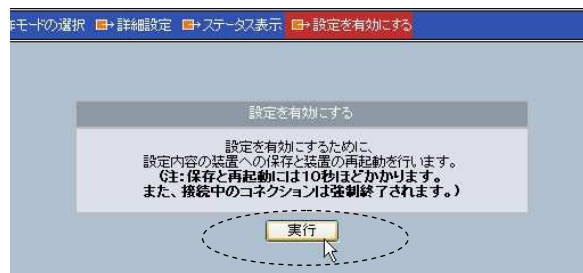 モードの選択 詳細設定 ステータス表示 設定を有効にする
設定を有効にする
設定を有効にするために、
設定内容の装置への保存と装置の再起動を行います。
(注:保存と再起動には10秒ほどかかります。
また、接続中のコネクションは強制終了されます。)
実行